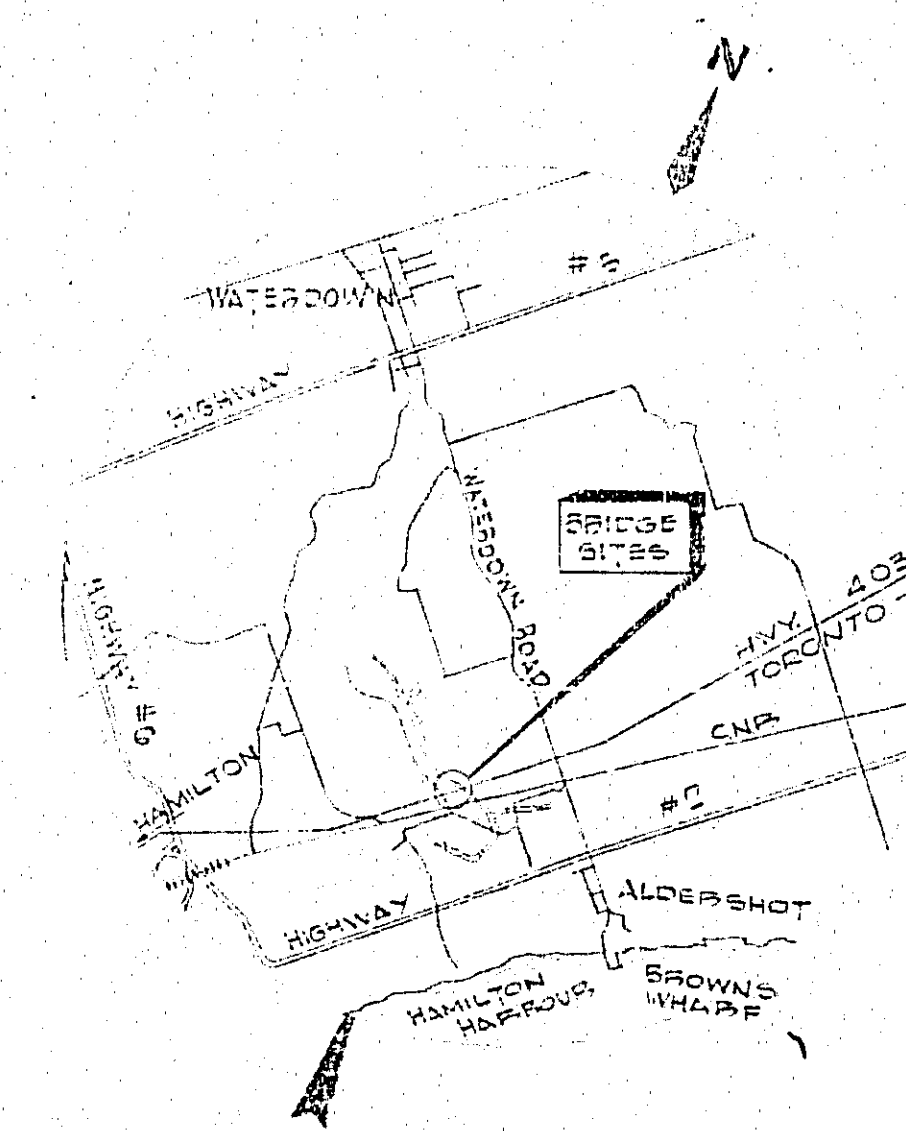 N
# 5
WATERDOWN
HIGHWAY
WATERDOWN ROAD
BRIDGE
SITES
HIGHWAY #6
HWY. 403
TORONTO -
CNR
HAMILTON
HIGHWAY
ALDERSHOT
HAMILTON
HARBOUR
BROWNS
WHARF